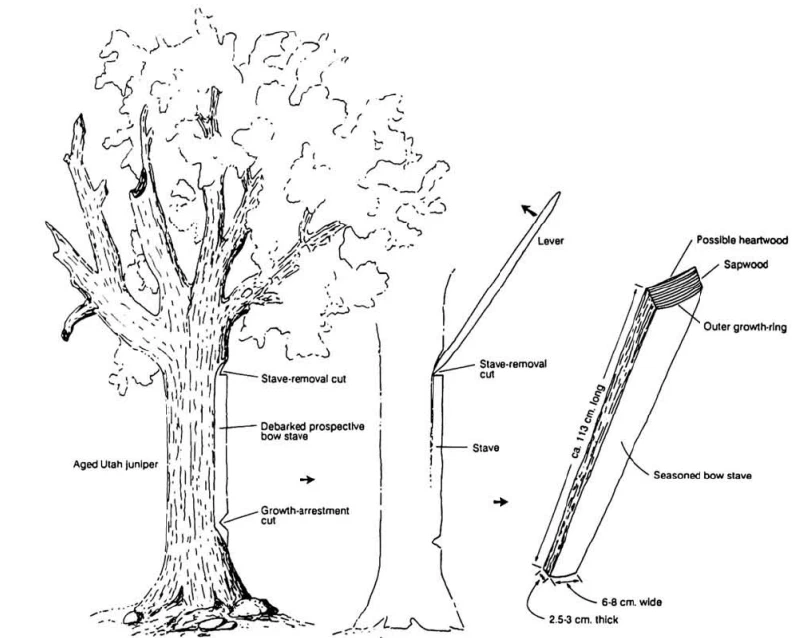 Aged Utah juniper
Stave-removal cut
Debarked prospective
bow stave
Growth-arrestment
cut
Lever
Stave-removal
cut
Stave
Possible heartwood
Sapwood
Outer growth-ring
ca. 113 cm. long
Seasoned bow stave
6-8 cm. wide
2.5-3 cm. thick